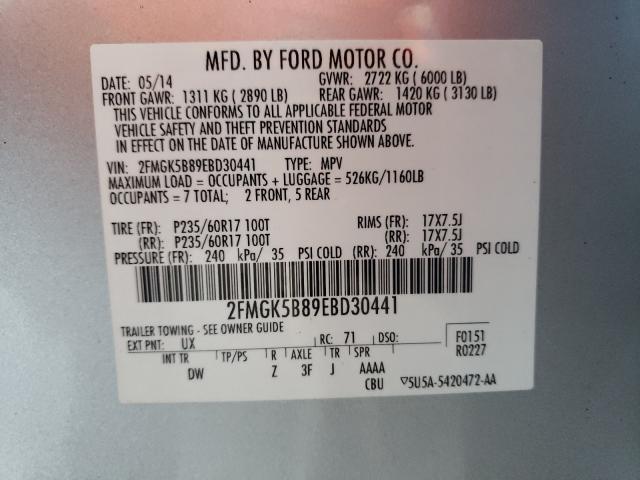 MFD. BY FORD MOTOR CO.
DATE: 05/14 GVWR: 2722 KG ( 6000 LB)
FRONT GAWR: 1311 KG ( 2890 LB) REAR GAWR: 1420 KG ( 3130 LB)
THIS VEHICLE CONFORMS TO ALL APPLICABLE FEDERAL MOTOR
VEHICLE SAFETY AND THEFT PREVENTION STANDARDS
IN EFFECT ON THE DATE OF MANUFACTURE SHOWN ABOVE.
VIN: 2FMGK5B89EBD30441 TYPE: MPV
MAXIMUM LOAD = OCCUPANTS + LUGGAGE = 526KG/1160LB
OCCUPANTS = 7 TOTAL; 2 FRONT, 5 REAR
TIRE (FR): P235/60R17 100T RIMS (FR): 17X7.5J
(RR): P235/60R17 100T (RR): 17X7.5J
PRESSURE (FR): 240 kPa/ 35 PSI COLD (RR): 240 kPa/ 35 PSI COLD
2FMGK5B89EBD30441
TRAILER TOWING - SEE OWNER GUIDE
EXT PNT: UX RC: 71 DSO: F0151
R0227
INT TR TP/PS R AXLE TR SPR
DW Z 3F J AAAA
CBU ▽5U5A-5420472-AA